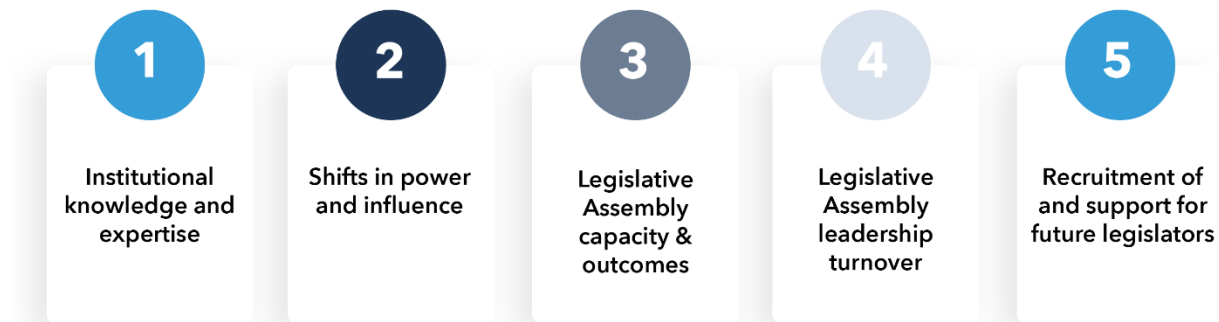 1
Institutional
knowledge and
expertise
2
Shifts in power
and influence
3
Legislative
Assembly
capacity &
outcomes
4
Legislative
Assembly
leadership
turnover
5
Recruitment of
and support for
future legislators